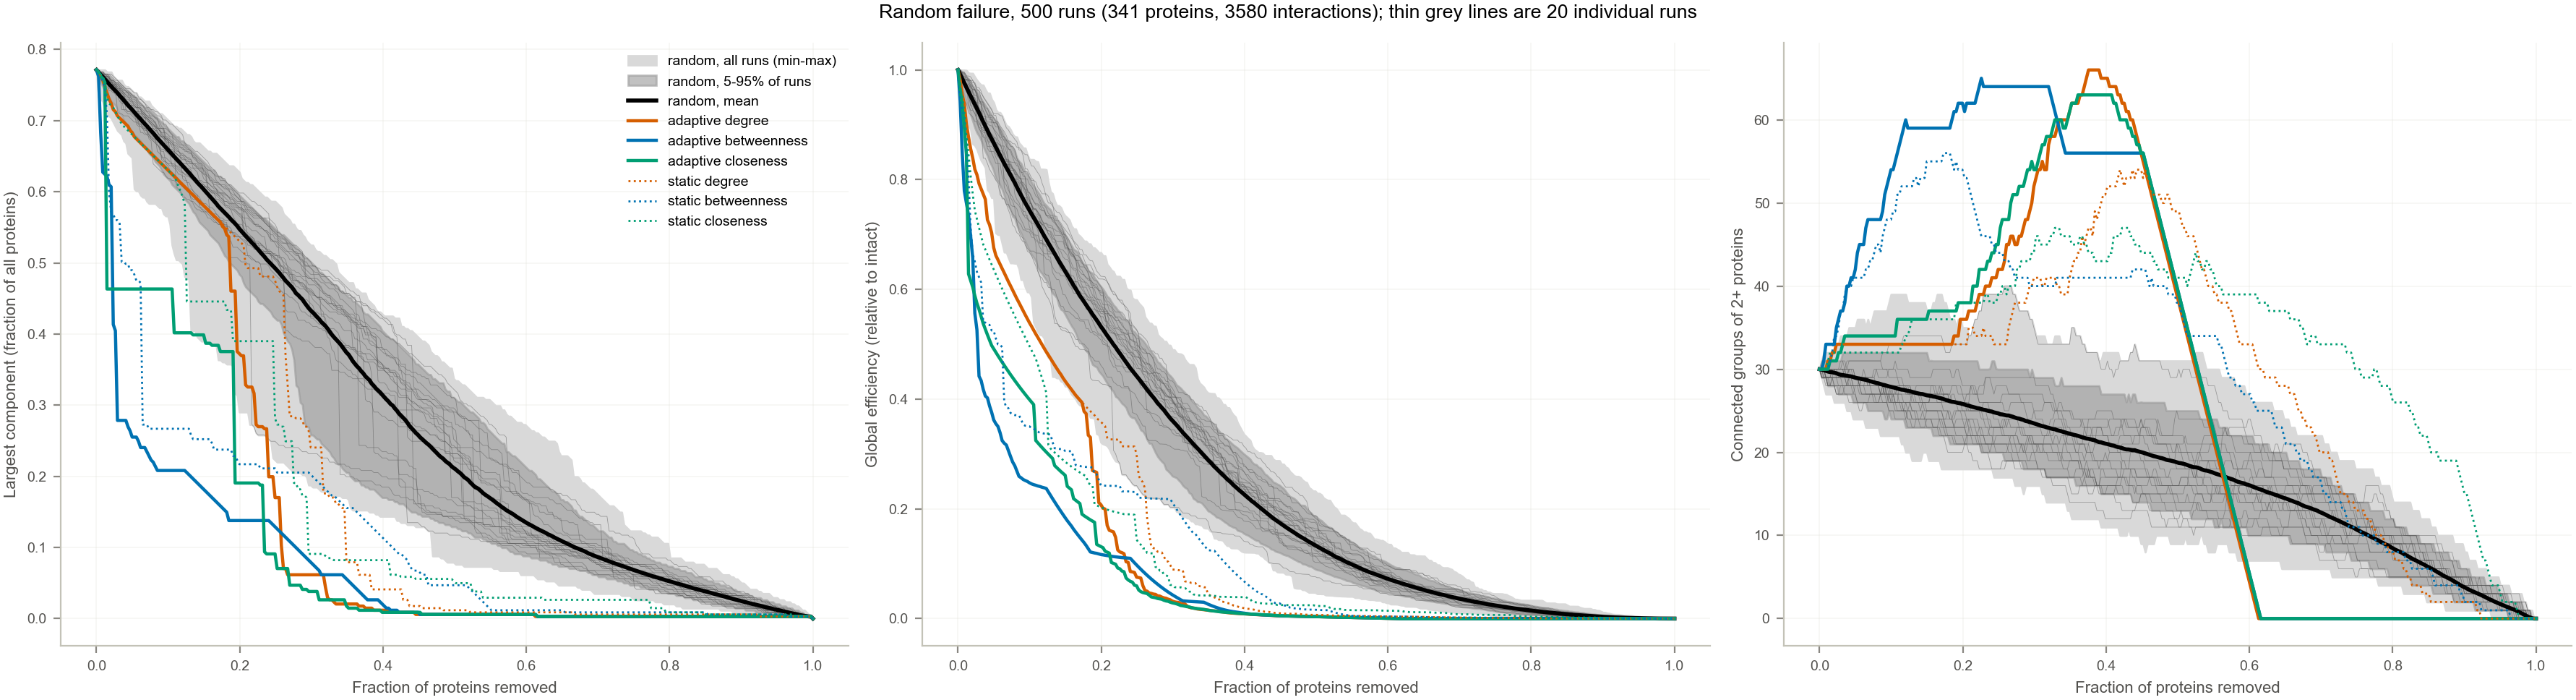 Random failure, 500 runs (341 proteins, 3580 interactions); thin grey lines are 20 individual runs
Largest component (fraction of all proteins)
0.8
0.7
0.6
0.5
0.4
0.3
0.2
0.1
0.0
random, all runs (min-max)
random, 5-95% of runs
random, mean
adaptive degree
adaptive betweenness
adaptive closeness
static degree
static betweenness
static closeness
0.0 0.2 0.4 0.6 0.8 1.0
Fraction of proteins removed
Global efficiency (relative to intact)
1.0
0.8
0.6
0.4
0.2
0.0
0.0 0.2 0.4 0.6 0.8 1.0
Fraction of proteins removed
Connected groups of 2+ proteins
60
50
40
30
20
10
0
0.0 0.2 0.4 0.6 0.8 1.0
Fraction of proteins removed